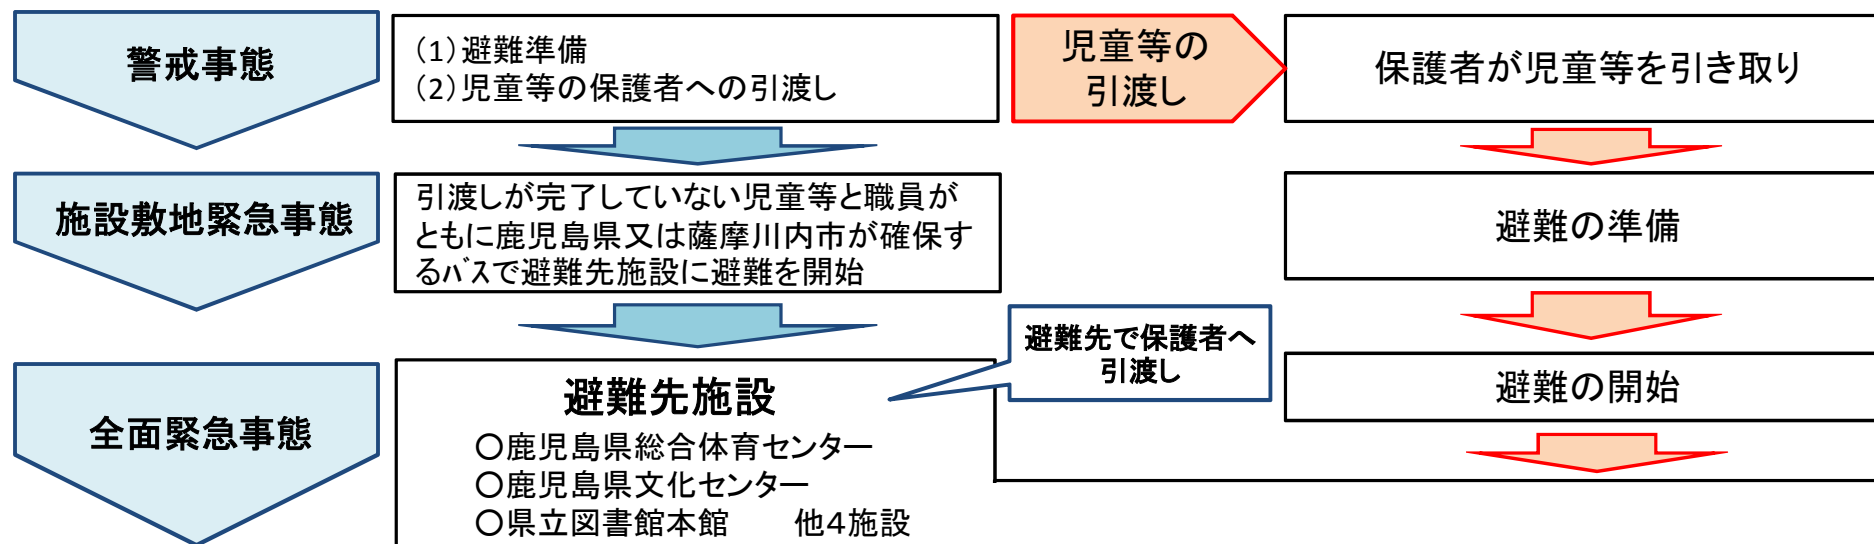 警戒事態
(1)避難準備
(2)児童等の保護者への引渡し
児童等の
引渡し
保護者が児童等を引き取り
施設敷地緊急事態
引渡しが完了していない児童等と職員が
ともに鹿児島県又は薩摩川内市が確保す
るバスで避難先施設に避難を開始
避難の準備
避難先で保護者へ
引渡し
全面緊急事態
避難先施設
○鹿児島県総合体育センター
○鹿児島県文化センター
○県立図書館本館　　他4施設
避難の開始